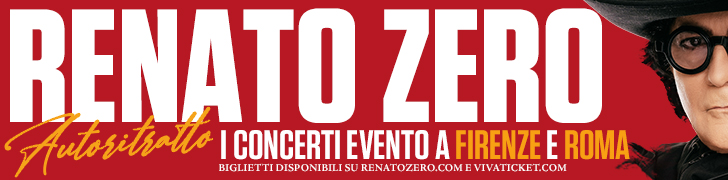 RENATO ZERO
Autoritratto I CONCERTI EVENTO A FIRENZE E ROMA
BIGLIETTI DISPONIBILI SU RENATOZERO.COM E VIVATICKET.COM